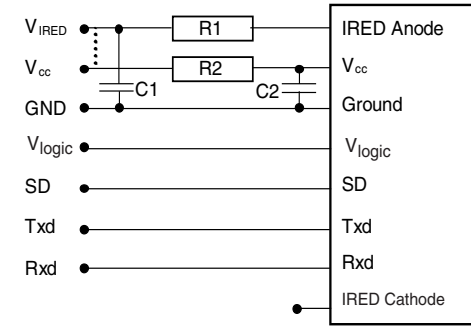 VIRED R1 IRED Anode
Vcc R2 Vcc
C1 C2
GND Ground
Vlogic Vlogic
SD SD
Txd Txd
Rxd Rxd
IRED Cathode